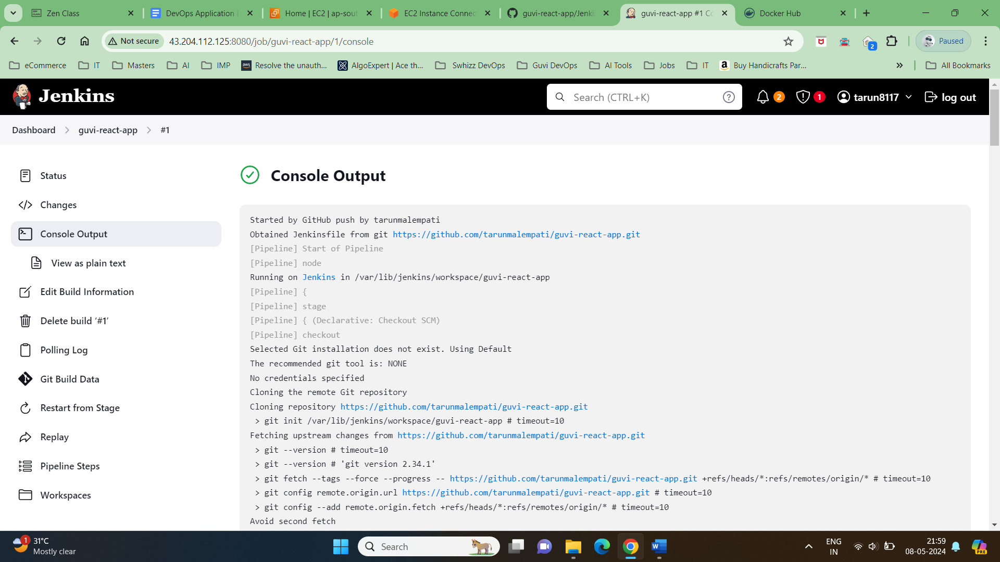 Zen Class
DevOps Application D
Home | EC2 | ap-sout
EC2 Instance Connec
guvi-react-app/Jenki
guvi-react-app #1 Co
Docker Hub
Not secure
43.204.112.125:8080/job/guvi-react-app/1/console
2
Paused
eCommerce
IT
Masters
AI
IMP
aws
Resolve the unauth...
AlgoExpert | Ace th...
Swhizz DevOps
Guvi DevOps
AI Tools
Jobs
IT
Buy Handicrafts Par...
All Bookmarks
Jenkins
Search (CTRL+K)
2
1
tarun8117
log out
Dashboard
guvi-react-app
#1
Status
Changes
Console Output
View as plain text
Edit Build Information
Delete build ‘#1’
Polling Log
Git Build Data
Restart from Stage
Replay
Pipeline Steps
Workspaces
Console Output
Started by GitHub push by tarunmalempati
Obtained Jenkinsfile from git https://github.com/tarunmalempati/guvi-react-app.git
[Pipeline] Start of Pipeline
[Pipeline] node
Running on Jenkins in /var/lib/jenkins/workspace/guvi-react-app
[Pipeline] {
[Pipeline] stage
[Pipeline] { (Declarative: Checkout SCM)
[Pipeline] checkout
Selected Git installation does not exist. Using Default
The recommended git tool is: NONE
No credentials specified
Cloning the remote Git repository
Cloning repository https://github.com/tarunmalempati/guvi-react-app.git
> git init /var/lib/jenkins/workspace/guvi-react-app # timeout=10
Fetching upstream changes from https://github.com/tarunmalempati/guvi-react-app.git
> git --version # timeout=10
> git --version # 'git version 2.34.1'
> git fetch --tags --force --progress -- https://github.com/tarunmalempati/guvi-react-app.git +refs/heads/*:refs/remotes/origin/* # timeout=10
> git config remote.origin.url https://github.com/tarunmalempati/guvi-react-app.git # timeout=10
> git config --add remote.origin.fetch +refs/heads/*:refs/remotes/origin/* # timeout=10
Avoid second fetch
1
31°C
Mostly clear
Search
ENG
IN
21:59
08-05-2024
PRE